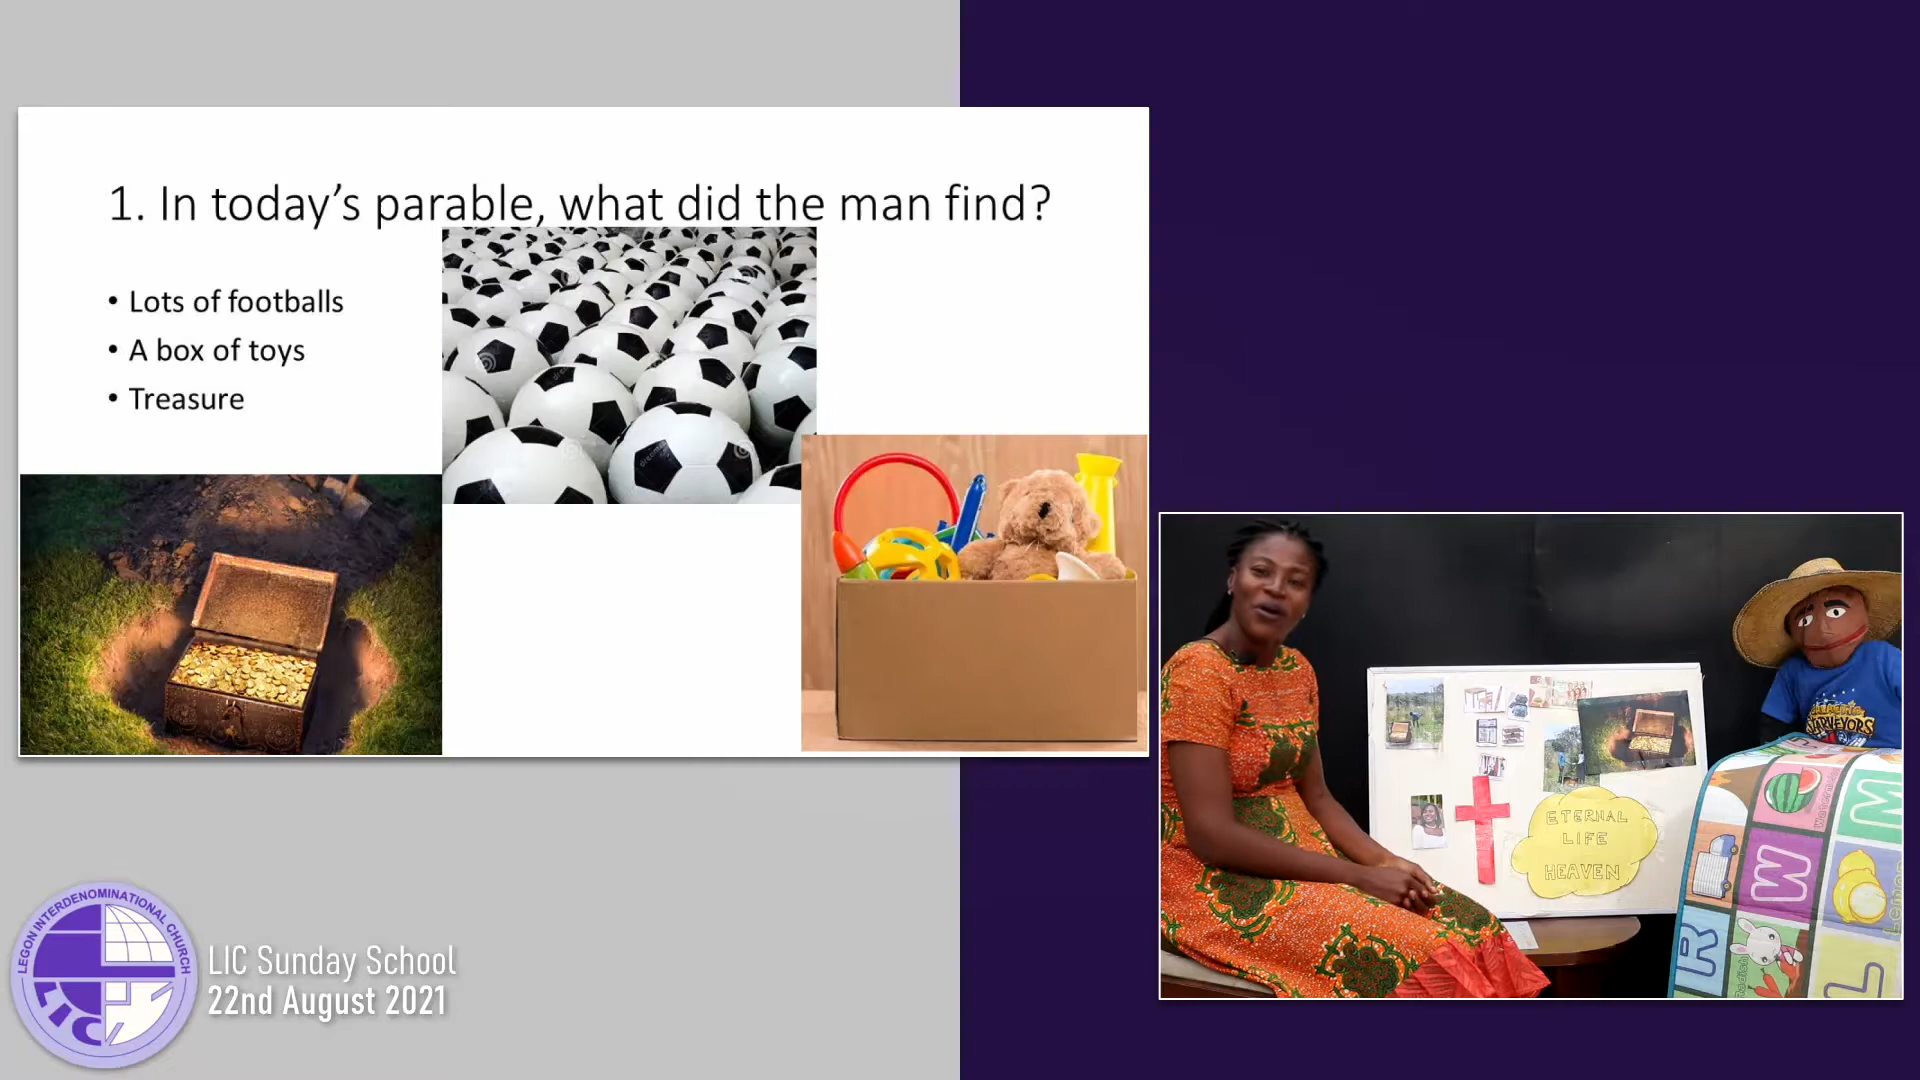 1. In today's parable, what did the man find?
• Lots of footballs
• A box of toys
• Treasure
ETERNAL
LIFE
HEAVEN
W
M
R
L
LEGON INTERDENOMINATIONAL CHURCH
LIC
LIC Sunday School
22nd August 2021